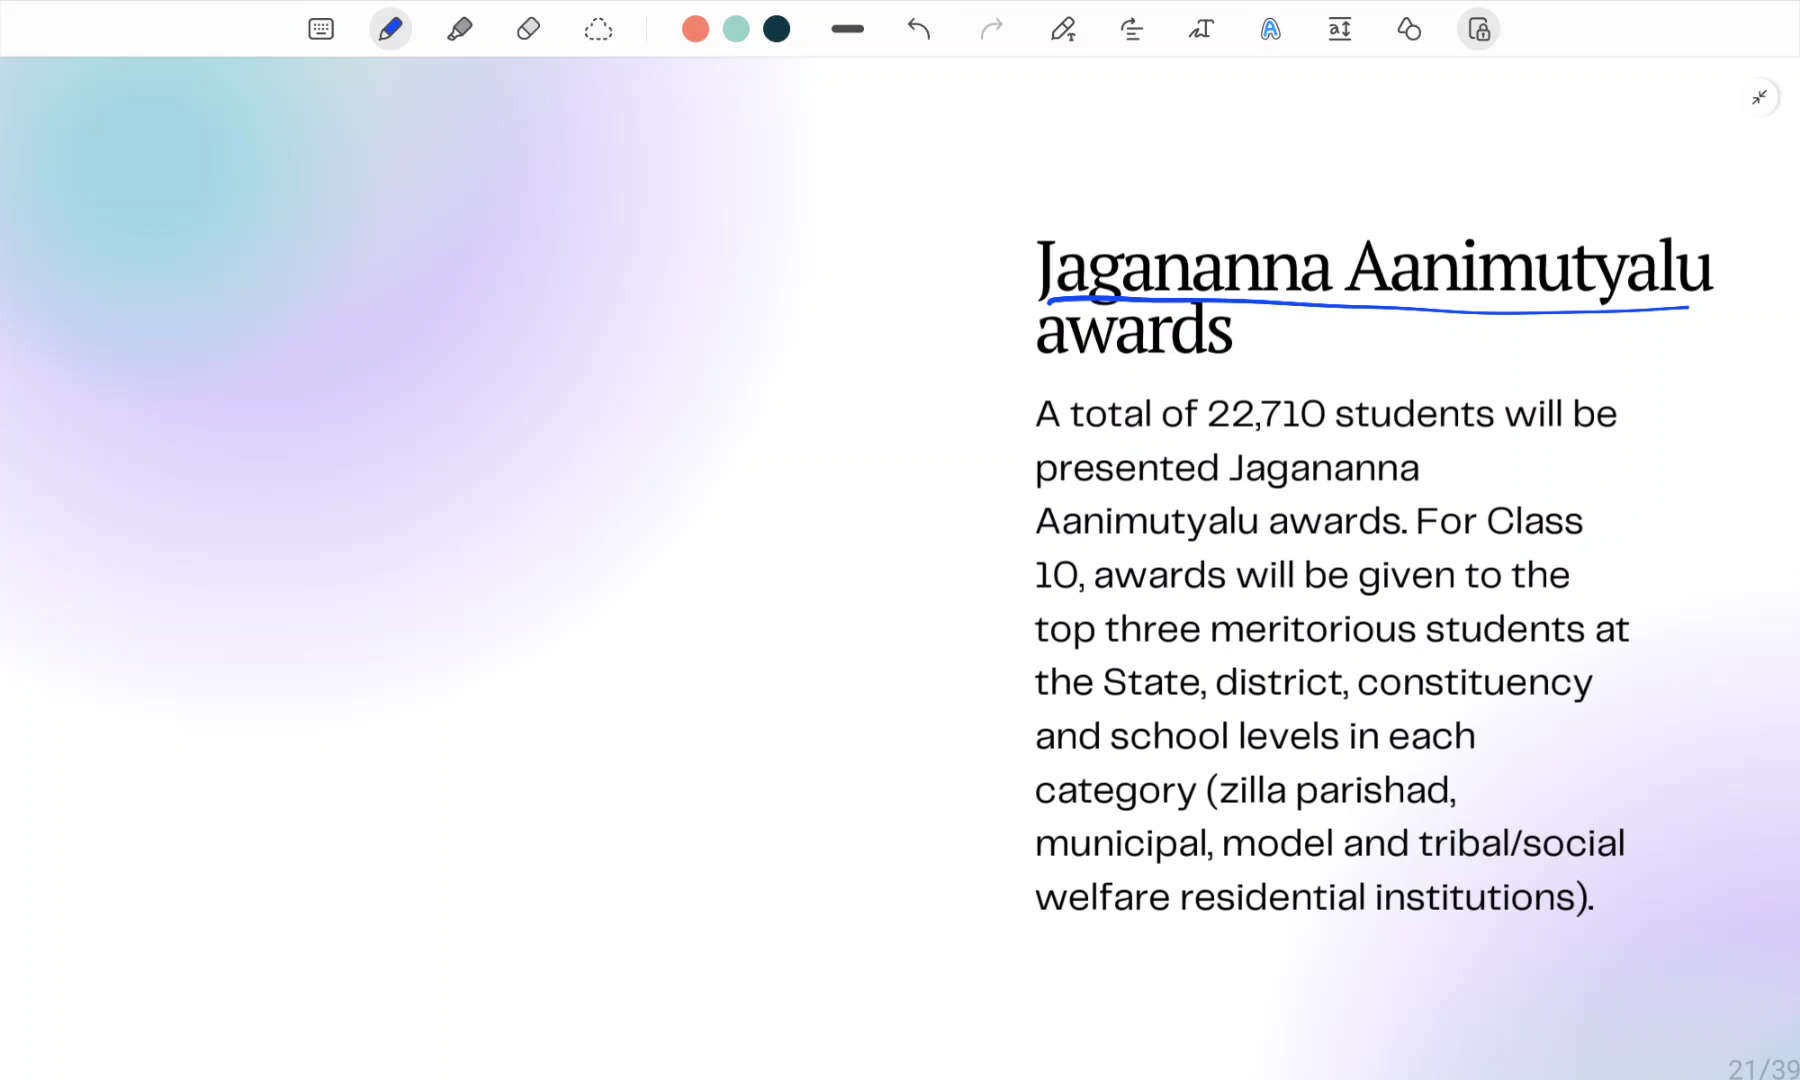 Jagananna Aanimutyalu
awards
A total of 22,710 students will be
presented Jagananna
Aanimutyalu awards. For Class
10, awards will be given to the
top three meritorious students at
the State, district, constituency
and school levels in each
category (zilla parishad,
municipal, model and tribal/social
welfare residential institutions).
21/39